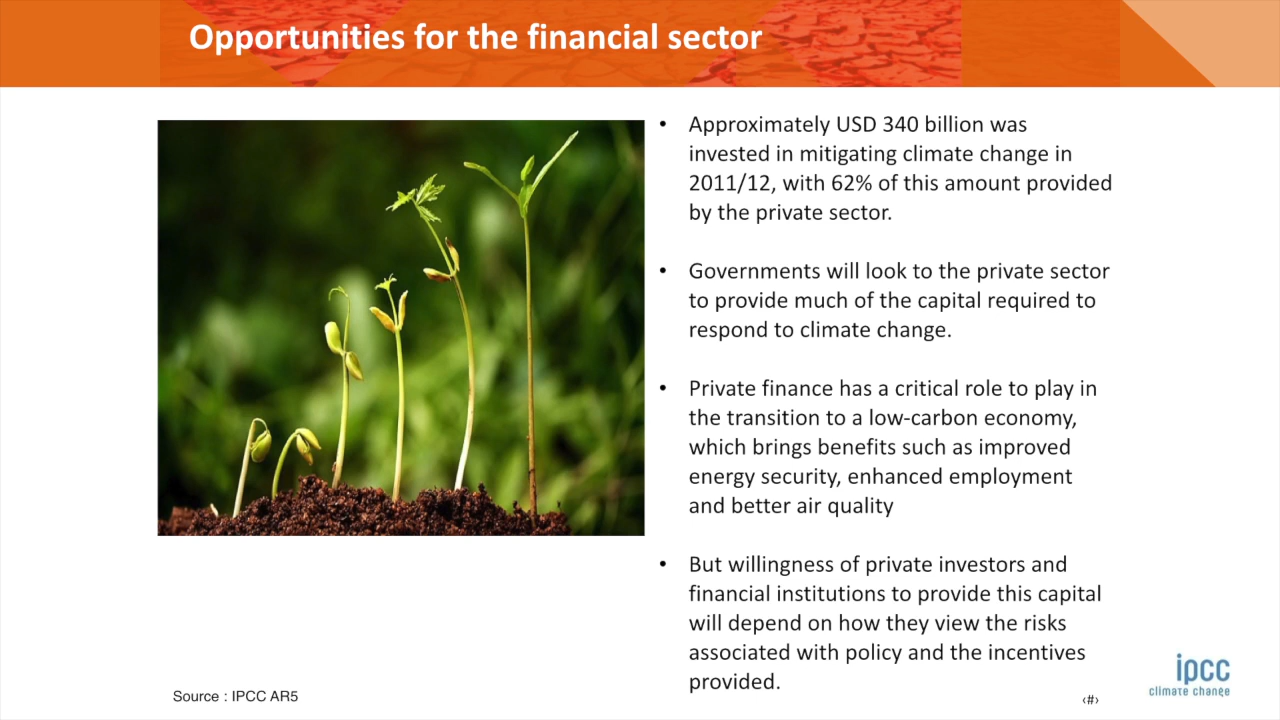 Opportunities for the financial sector
• Approximately USD 340 billion was
invested in mitigating climate change in
2011/12, with 62% of this amount provided
by the private sector.
• Governments will look to the private sector
to provide much of the capital required to
respond to climate change.
• Private finance has a critical role to play in
the transition to a low-carbon economy,
which brings benefits such as improved
energy security, enhanced employment
and better air quality
• But willingness of private investors and
financial institutions to provide this capital
will depend on how they view the risks
associated with policy and the incentives
provided.
Source : IPCC AR5
‹#›
ipcc
climate change